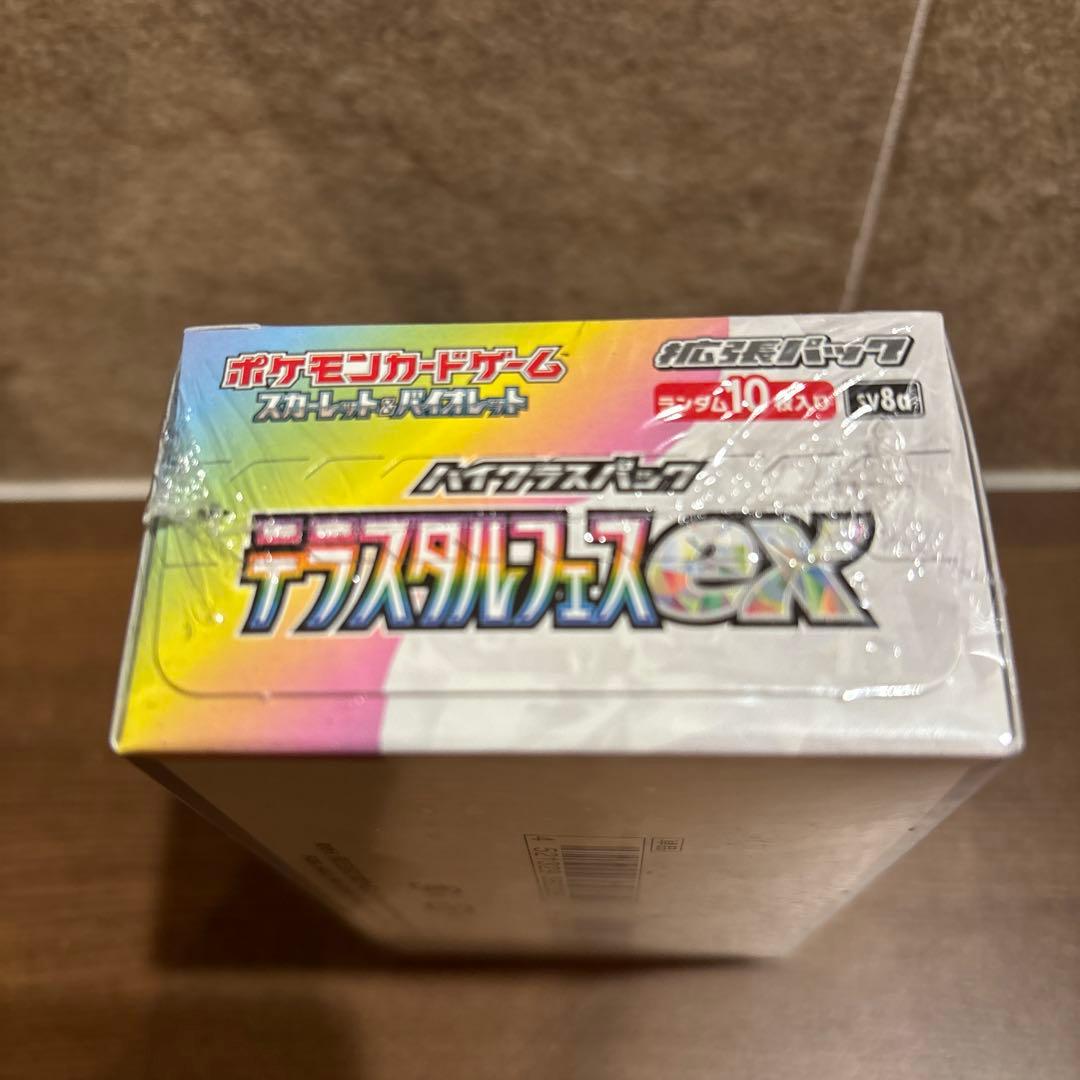 ポケモンカードゲーム
スカーレット&バイオレット
拡張パック
ランダム10枚入り
sv8a
ハイクラスパック
テラスタルフェスex